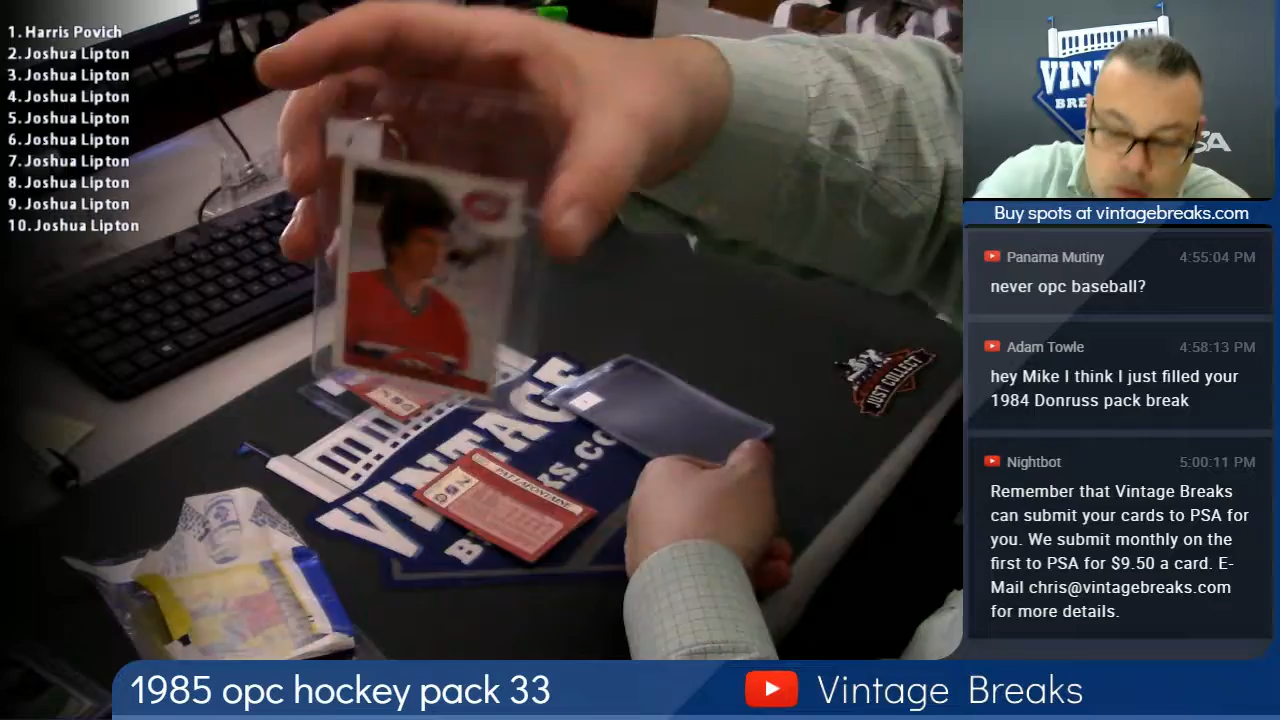 1. Harris Povich
2. Joshua Lipton
3. Joshua Lipton
4. Joshua Lipton
5. Joshua Lipton
6. Joshua Lipton
7. Joshua Lipton
8. Joshua Lipton
9. Joshua Lipton
10. Joshua Lipton
Buy spots at vintagebreaks.com
Panama Mutiny 4:55:04 PM
never opc baseball?
Adam Towle 4:58:13 PM
hey Mike I think I just filled your
1984 Donruss pack break
Nightbot 5:00:11 PM
Remember that Vintage Breaks
can submit your cards to PSA for
you. We submit monthly on the
first to PSA for $9.50 a card. E-
Mail chris@vintagebreaks.com
for more details.
JUST COLLECT
VINTAGE
PAT LAFONTAINE
1985 opc hockey pack 33
Vintage Breaks